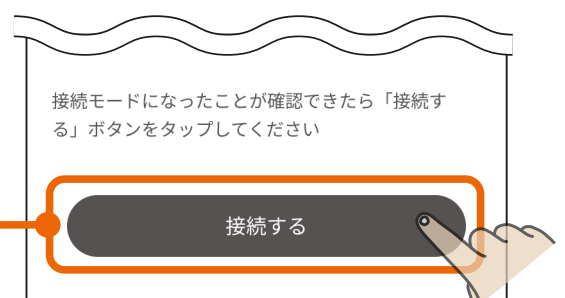 接続モードになったことが確認できたら「接続す
る」ボタンをタップしてください
接続する